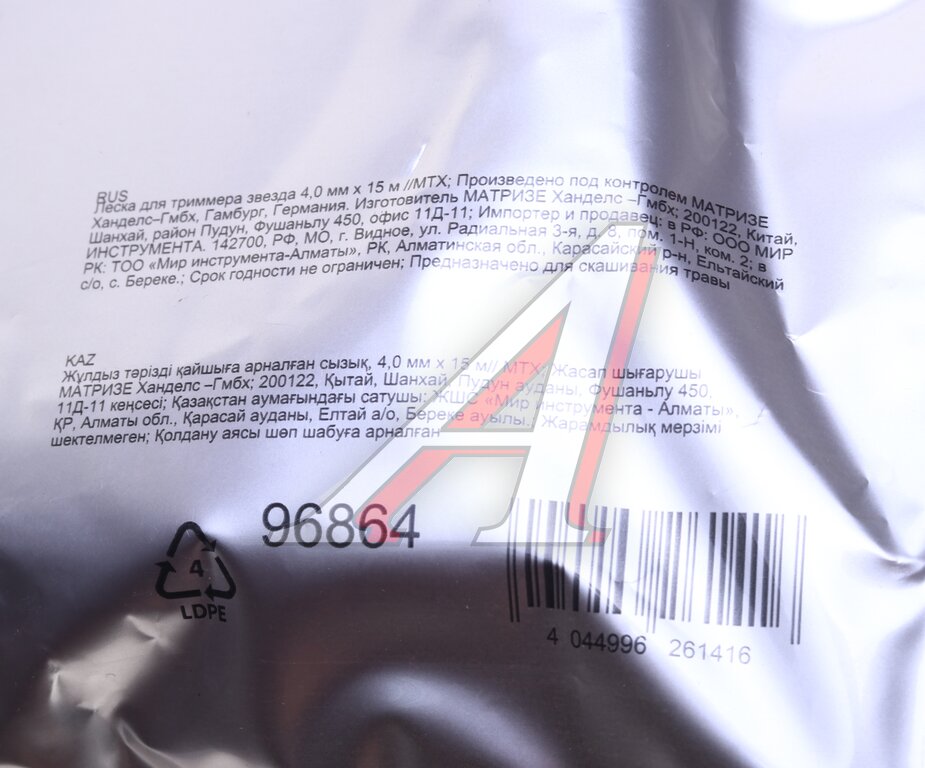 RUS
Леска для триммера звезда 4,0 мм x 15 м //MTX; Произведено под контролем МАТРИЗЕ
Ханделс–Гмбх, Гамбург, Германия. Изготовитель МАТРИЗЕ Ханделс –Гмбх; 200122, Китай,
Шанхай, район Пудун, Фушаньлу 450, офис 11Д-11; Импортер и продавец: в РФ: ООО МИР
ИНСТРУМЕНТА. 142700, РФ, МО, г. Видное, ул. Радиальная 3-я, д. 5, пом. 1-Н, ком. 2; в
РК: ТОО «Мир инструмента-Алматы», РК, Алматинская обл., Карасайский р-н, Ельтайский
с/о, с. Береке.; Срок годности не ограничен; Предназначено для скашивания травы
KAZ
Жұлдыз тәрізді қайшыға арналған сызық, 4,0 мм x 15 м// MTX; Жасап шығарушы
МАТРИЗЕ Ханделс –Гмбх; 200122, Қытай, Шанхай, Пудун ауданы, Фушаньлу 450,
11Д-11 кеңсесі; Қазақстан аумағындағы сатушы: ЖШС «Мир инструмента - Алматы»,
ҚР, Алматы обл., Қарасай ауданы, Елтай а/о, Береке ауылы.; Жарамдылық мерзімі
шектелмеген; Қолдану аясы шөп шабуға арналған
96864
4
LDPE
4 044996 261416